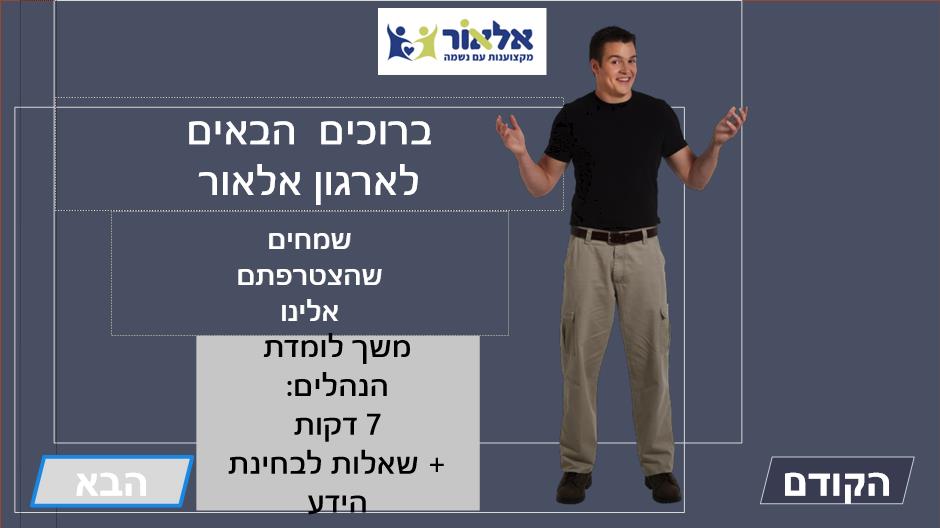 אלאור
מקצוענות עם נשמה
ברוכים הבאים
לארגון אלאור
שמחים
שהצטרפתם
אלינו
משך לומדת
הנהלים:
7 דקות
+ שאלות לבחינת
הידע
הקודם
הבא